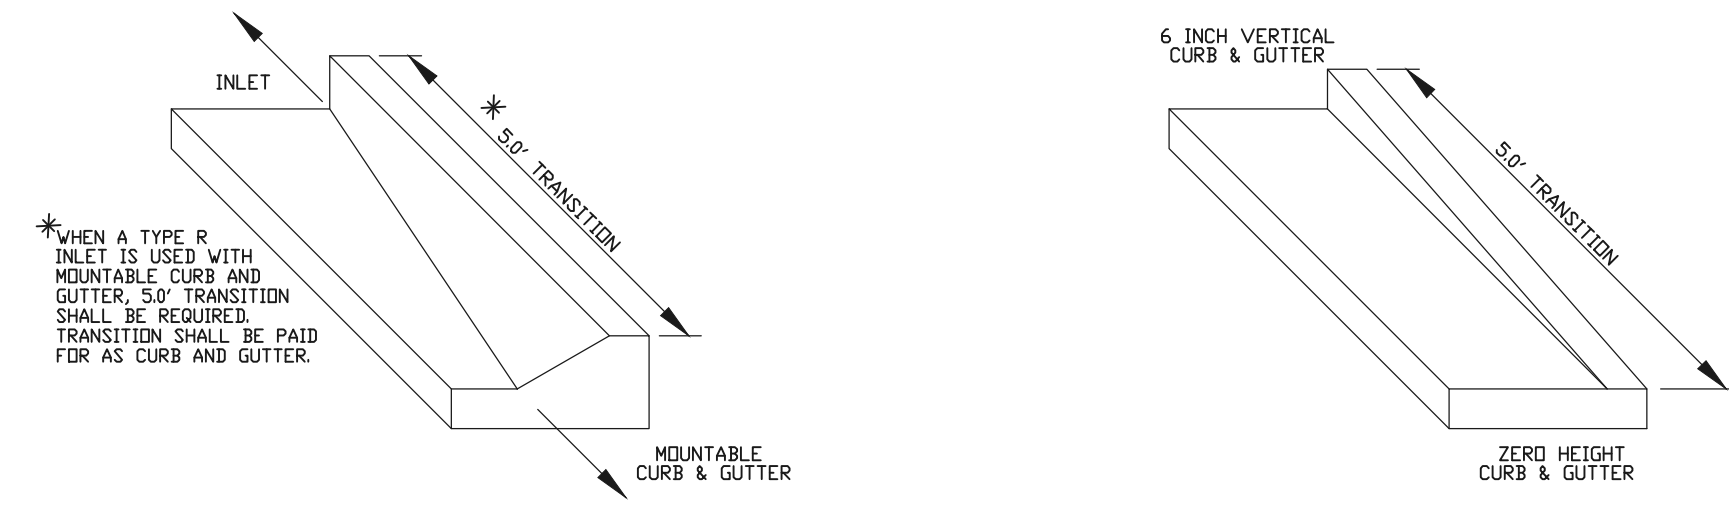 INLET
* 5.0' TRANSITION
*WHEN A TYPE R
INLET IS USED WITH
MOUNTABLE CURB AND
GUTTER, 5.0' TRANSITION
SHALL BE REQUIRED.
TRANSITION SHALL BE PAID
FOR AS CURB AND GUTTER.
MOUNTABLE
CURB & GUTTER
6 INCH VERTICAL
CURB & GUTTER
5.0' TRANSITION
ZERO HEIGHT
CURB & GUTTER